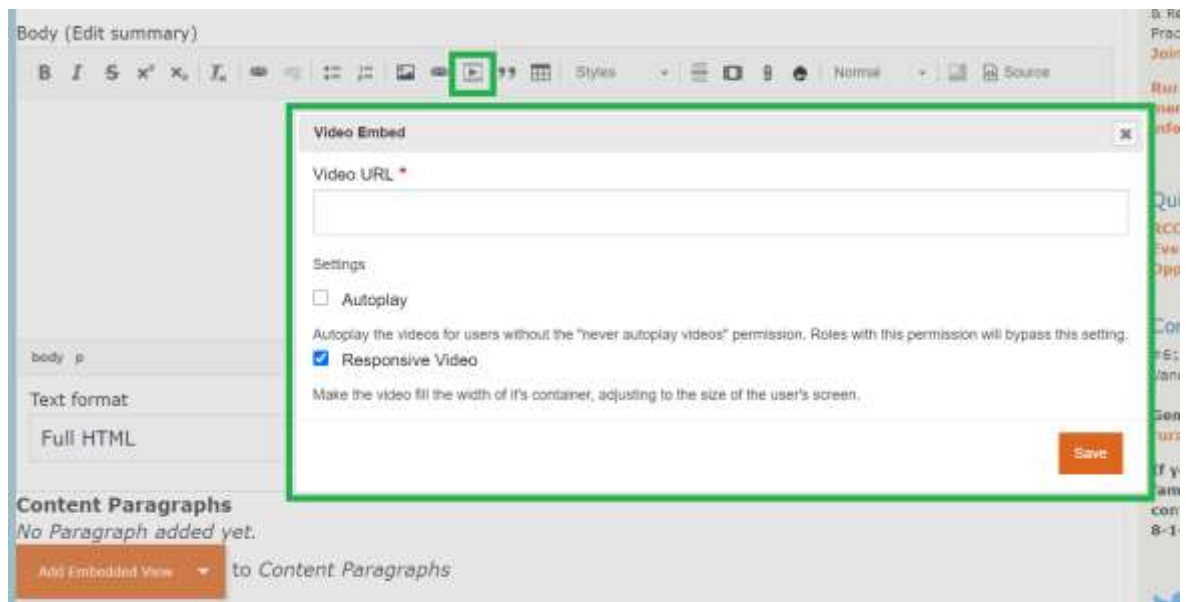 Body (Edit summary)
B I S x² xₐ Tₓ Styles Normal Source
Video Embed
Video URL *
Settings
Autoplay
Autoplay the videos for users without the "never autoplay videos" permission. Roles with this permission will bypass this setting.
Responsive Video
Make the video fill the width of it's container, adjusting to the size of the user's screen.
Save
body p
Text format
Full HTML
Content Paragraphs
No Paragraph added yet.
Add Embedded View to Content Paragraphs